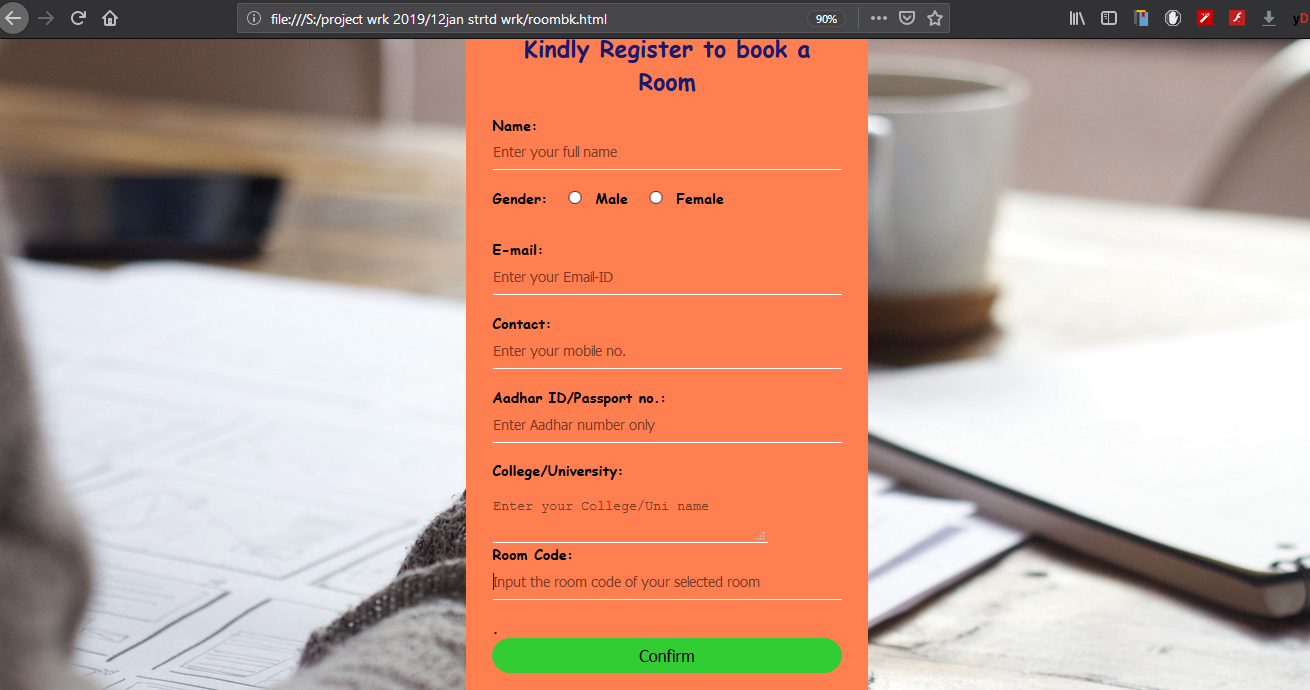 file:///S:/project wrk 2019/12jan strtd wrk/roombk.html
90%
yD
Kindly Register to book a
Room
Name:
Enter your full name
Gender: Male Female
E-mail:
Enter your Email-ID
Contact:
Enter your mobile no.
Aadhar ID/Passport no.:
Enter Aadhar number only
College/University:
Enter your College/Uni name
Room Code:
Input the room code of your selected room
.
Confirm